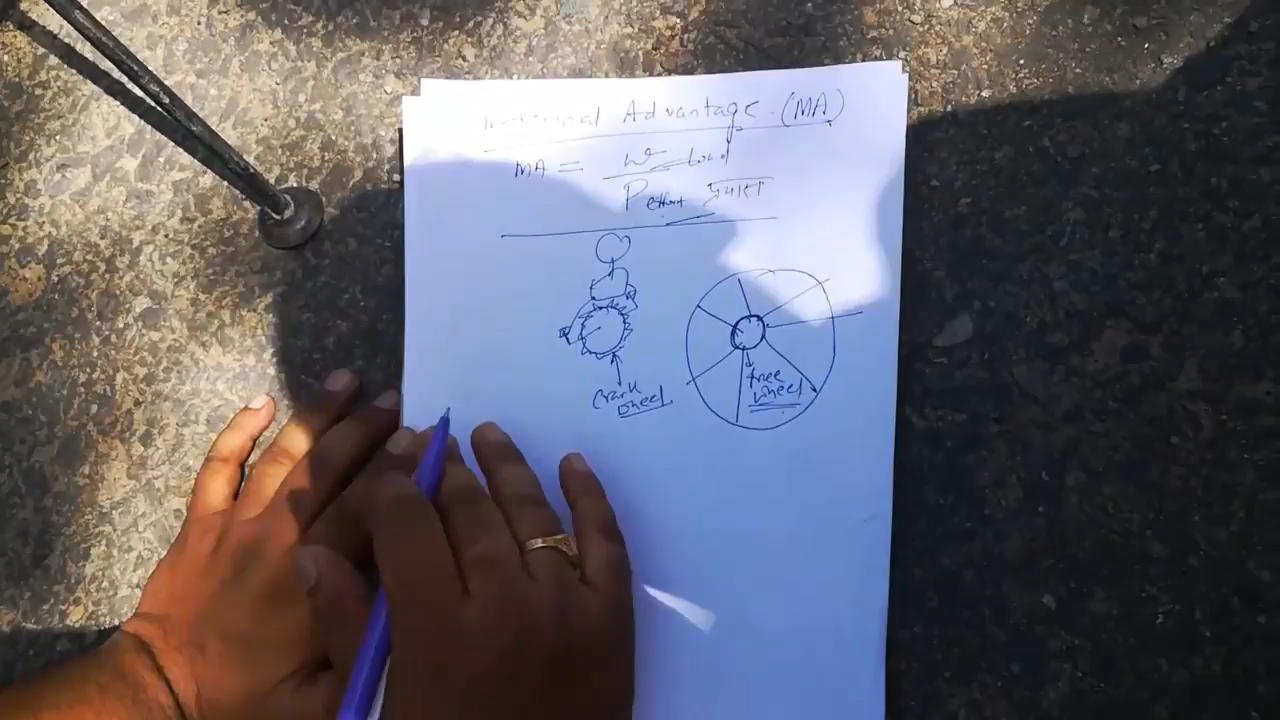 Advantage. (MA)
MA = W Load
P effort
crank
wheel
free
wheel